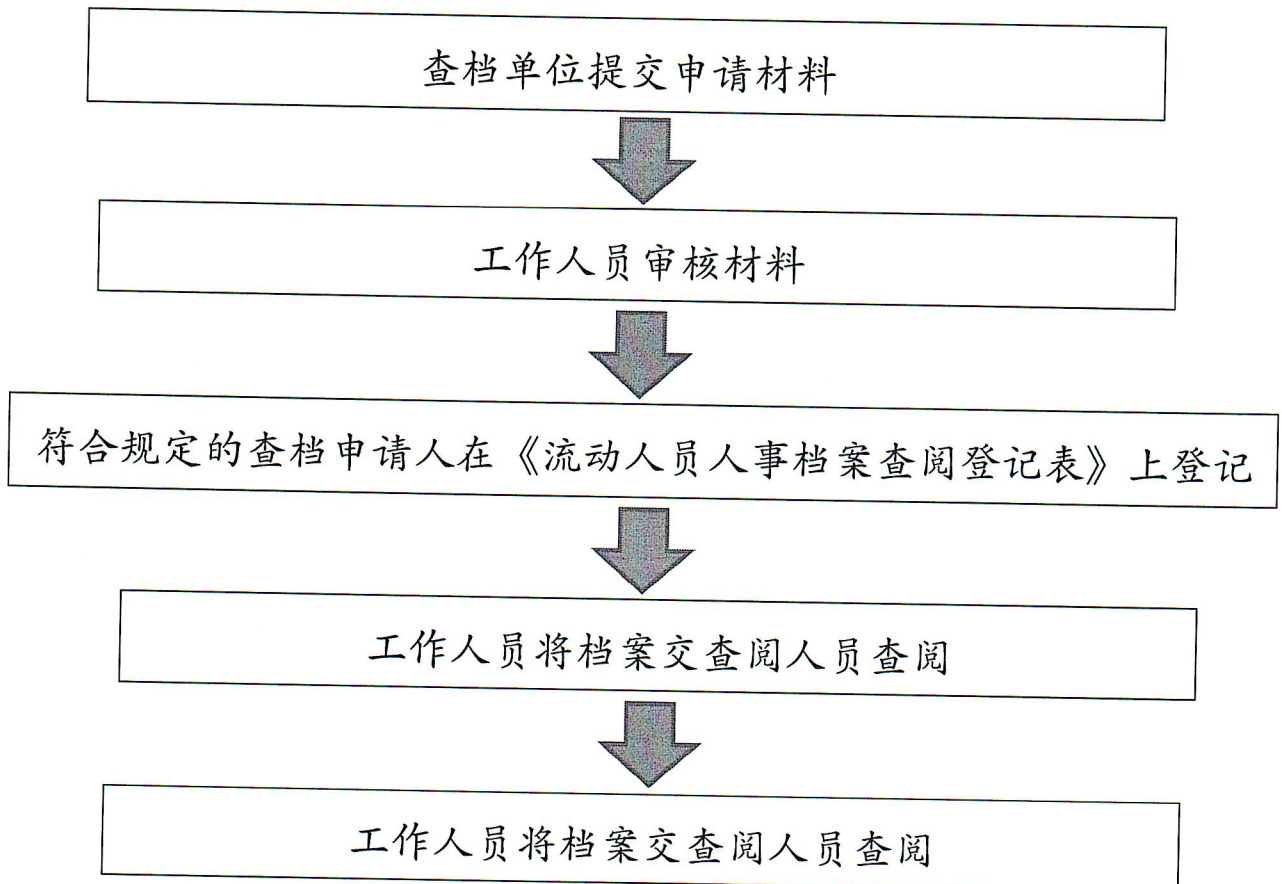 查档单位提交申请材料
工作人员审核材料
符合规定的查档申请人在《流动人员人事档案查阅登记表》上登记
工作人员将档案交查阅人员查阅
工作人员将档案交查阅人员查阅